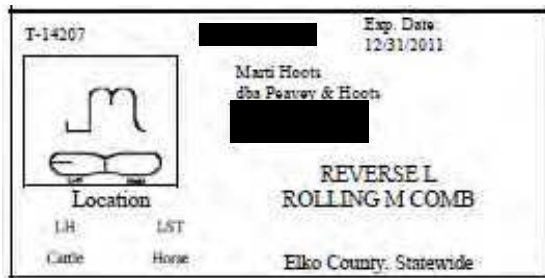 T-14207
Exp. Date
12/31/2011
Marti Hoots
dba Peavey & Hoots
REVERSE L
ROLLING M COMB
Location
LH LST
Cattle Horse
Elko County, Statewide